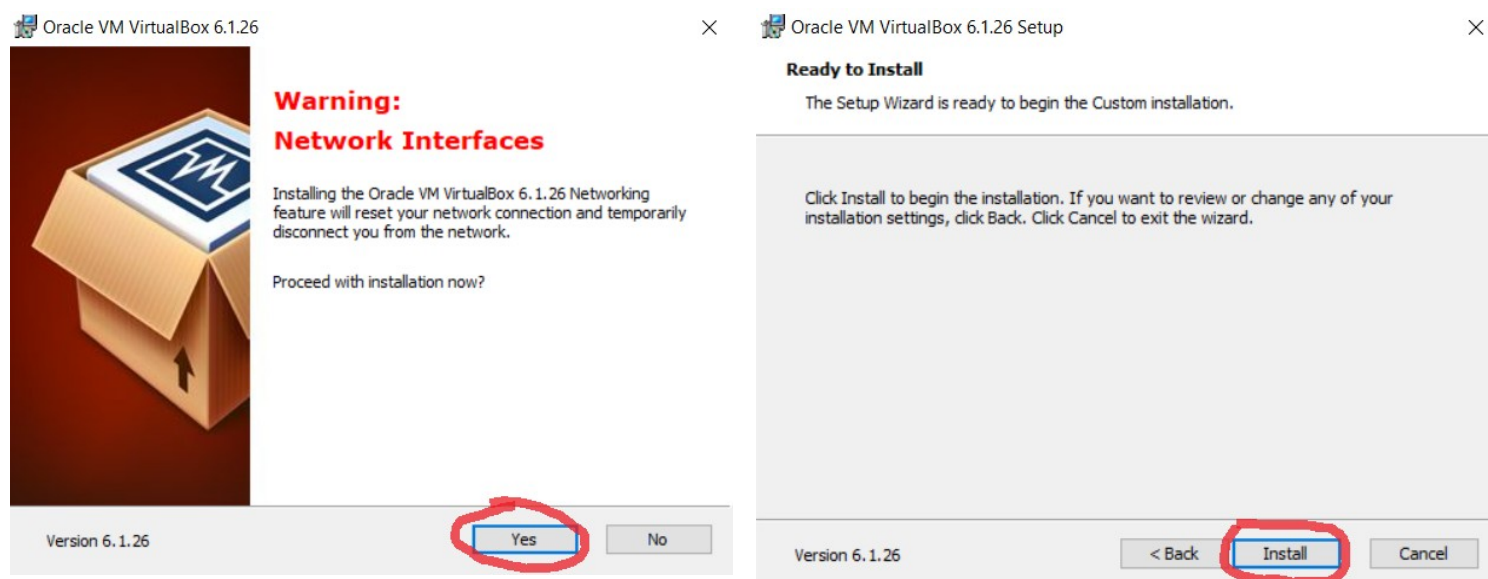 Oracle VM VirtualBox 6.1.26
Warning:
Network Interfaces
Installing the Oracle VM VirtualBox 6.1.26 Networking
feature will reset your network connection and temporarily
disconnect you from the network.
Proceed with installation now?
Version 6.1.26
Yes
No
Oracle VM VirtualBox 6.1.26 Setup
Ready to Install
The Setup Wizard is ready to begin the Custom installation.
Click Install to begin the installation. If you want to review or change any of your
installation settings, click Back. Click Cancel to exit the wizard.
Version 6.1.26
< Back
Install
Cancel